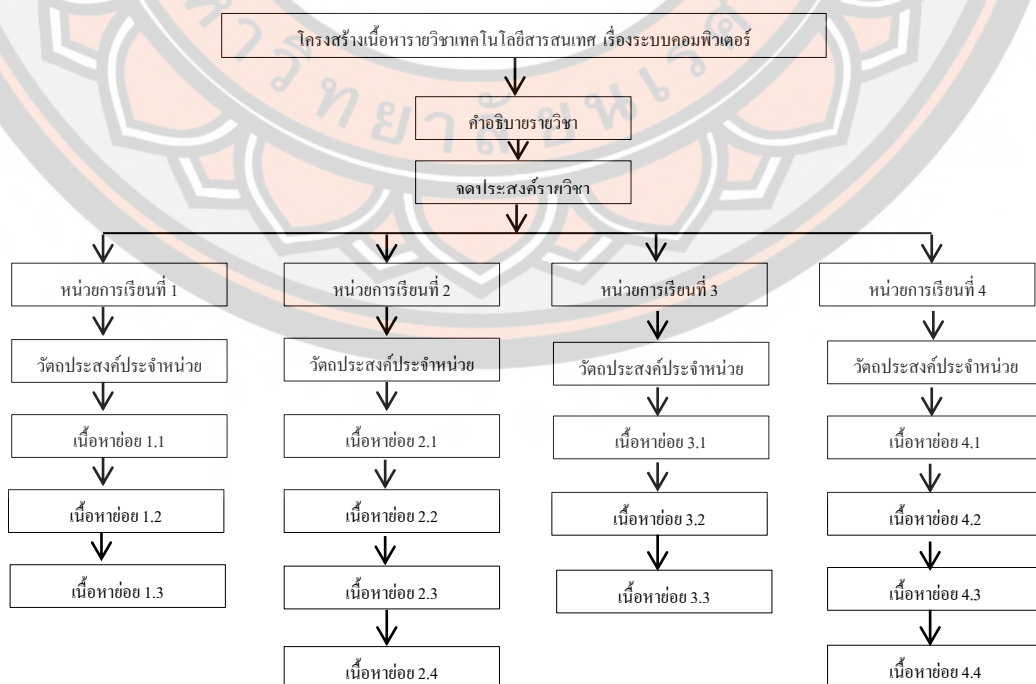 โครงสร้างเนื้อหารายวิชาเทคโนโลยีสารสนเทศ เรื่องระบบคอมพิวเตอร์
คำอธิบายรายวิชา
จดประสงค์รายวิชา
หน่วยการเรียนที่ 1
หน่วยการเรียนที่ 2
หน่วยการเรียนที่ 3
หน่วยการเรียนที่ 4
วัตถประสงค์ประจำหน่วย
วัตถประสงค์ประจำหน่วย
วัตถประสงค์ประจำหน่วย
วัตถประสงค์ประจำหน่วย
เนื้อหาย่อย 1.1
เนื้อหาย่อย 2.1
เนื้อหาย่อย 3.1
เนื้อหาย่อย 4.1
เนื้อหาย่อย 1.2
เนื้อหาย่อย 2.2
เนื้อหาย่อย 3.2
เนื้อหาย่อย 4.2
เนื้อหาย่อย 1.3
เนื้อหาย่อย 2.3
เนื้อหาย่อย 3.3
เนื้อหาย่อย 4.3
เนื้อหาย่อย 2.4
เนื้อหาย่อย 4.4